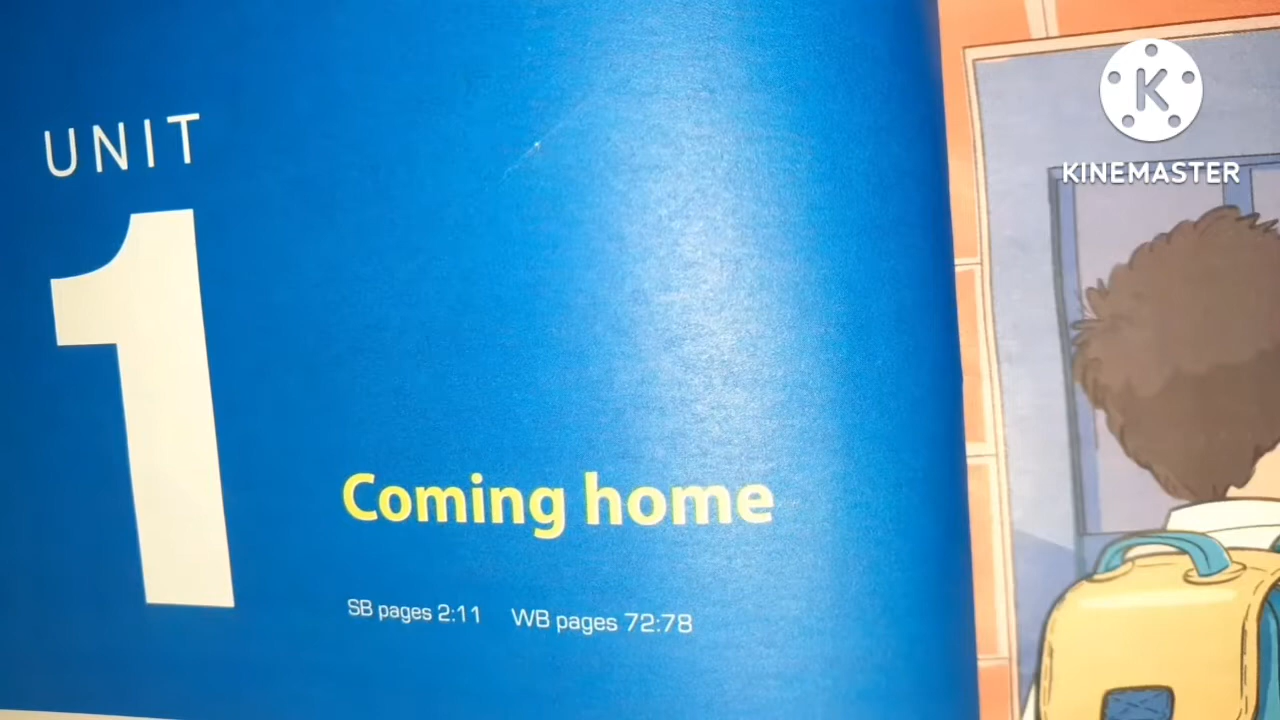 UNIT
1
Coming home
SB pages 2:11 WB pages 72:78
K
KINEMASTER